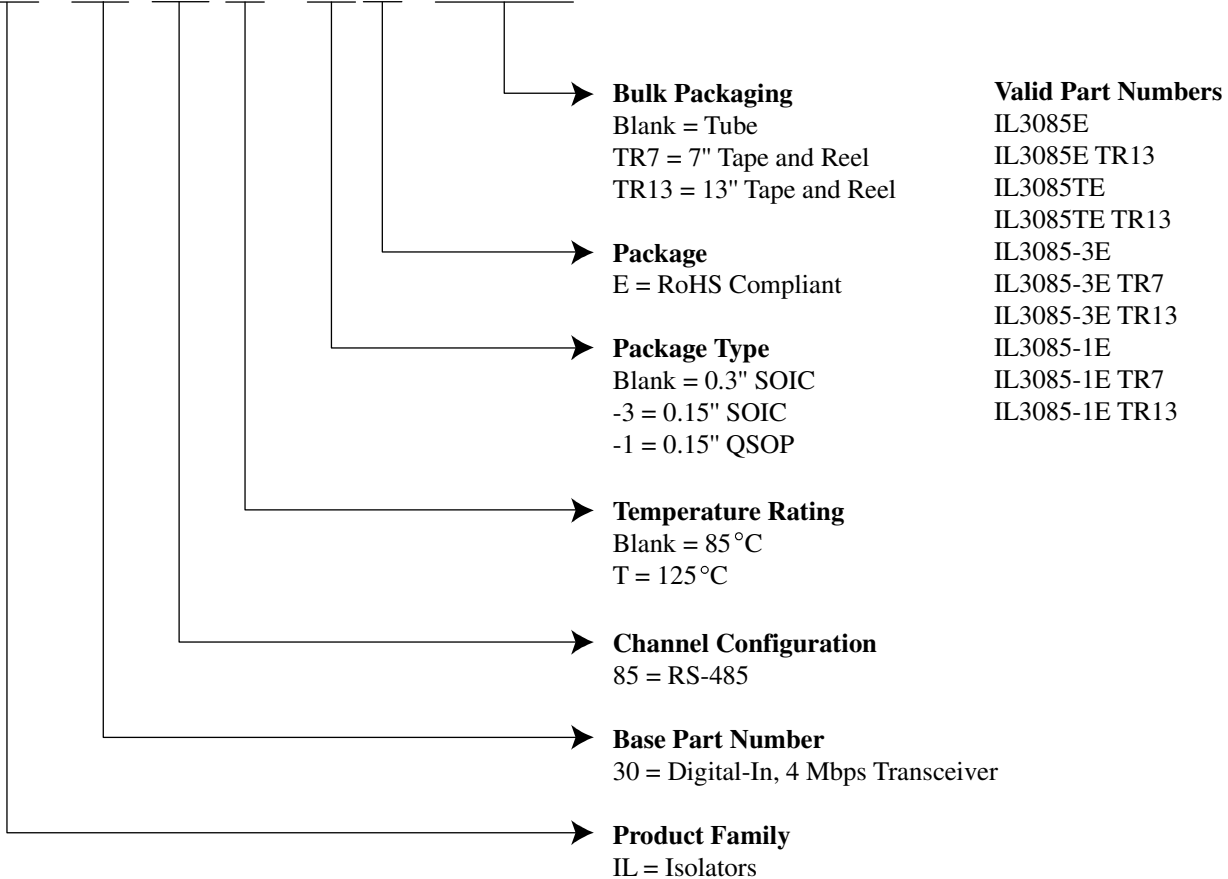 Bulk Packaging
Blank = Tube
TR7 = 7" Tape and Reel
TR13 = 13" Tape and Reel
Package
E = RoHS Compliant
Package Type
Blank = 0.3" SOIC
-3 = 0.15" SOIC
-1 = 0.15" QSOP
Temperature Rating
Blank = 85°C
T = 125°C
Channel Configuration
85 = RS-485
Base Part Number
30 = Digital-In, 4 Mbps Transceiver
Product Family
IL = Isolators
Valid Part Numbers
IL3085E
IL3085E TR13
IL3085TE
IL3085TE TR13
IL3085-3E
IL3085-3E TR7
IL3085-3E TR13
IL3085-1E
IL3085-1E TR7
IL3085-1E TR13